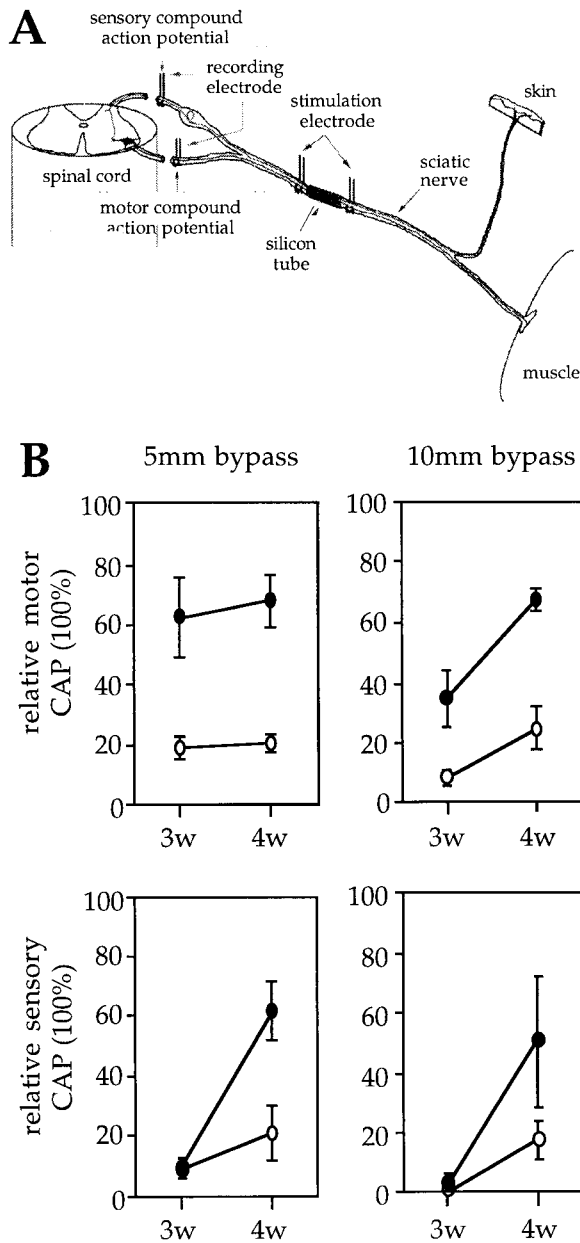 A
sensory compound
action potential
recording
electrode
stimulation
electrode
skin
sciatic
nerve
spinal cord
motor compound
action potential
silicon
tube
muscle
B
5mm bypass
10mm bypass
relative motor
CAP (100%)
100
80
60
40
20
0
3w
4w
100
80
60
40
20
0
3w
4w
relative sensory
CAP (100%)
100
80
60
40
20
0
3w
4w
100
80
60
40
20
0
3w
4w